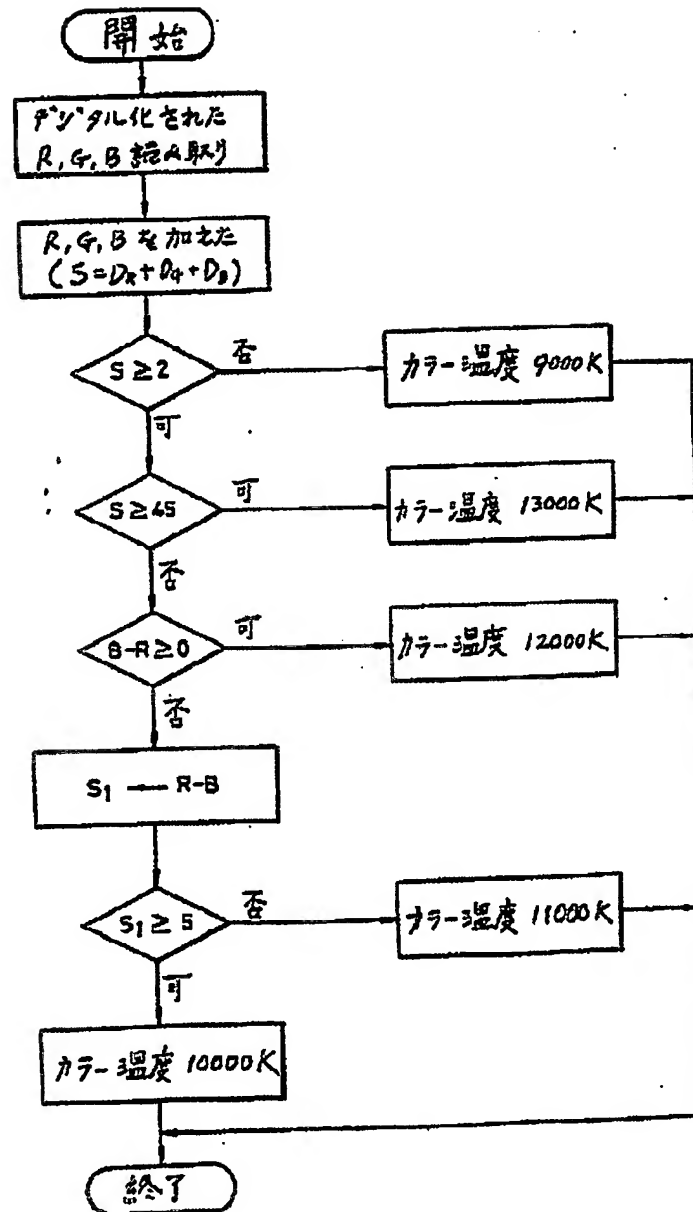 開始
デジタル化された
R, G, B 読み取り
R, G, B を加えた
(S=DR+DG+DB)
S≥2
否
カラー温度 9000K
可
S≥45
可
カラー温度 13000K
否
B-R≥0
可
カラー温度 12000K
否
S1 ← R-B
S1≥5
否
カラー温度 11000K
可
カラー温度 10000K
終了